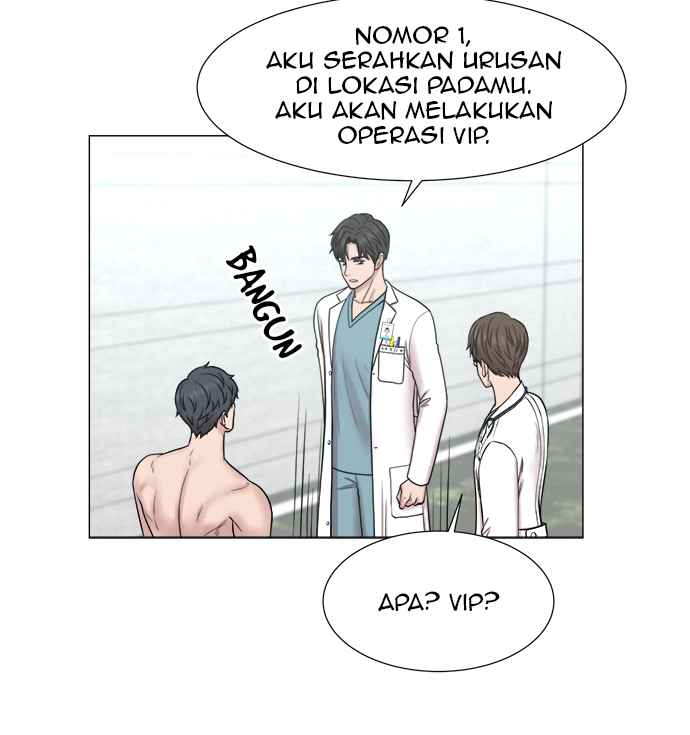 NOMOR 1,
AKU SERAHKAN URUSAN
DI LOKASI PADAMU.
AKU AKAN MELAKUKAN
OPERASI VIP.
BANGUN
APA? VIP?